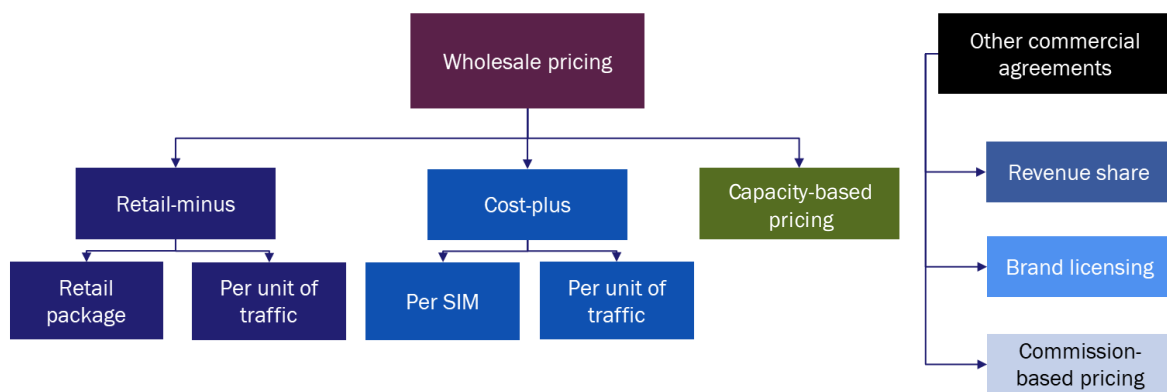 Wholesale pricing
Retail-minus
Cost-plus
Capacity-based
pricing
Retail
package
Per unit of
traffic
Per SIM
Per unit of
traffic
Other commercial
agreements
Revenue share
Brand licensing
Commission-
based pricing